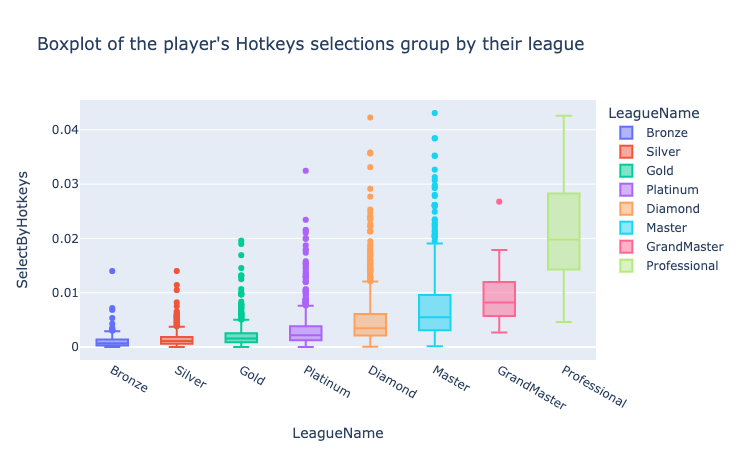 Boxplot of the player's Hotkeys selections group by their league
LeagueName
Bronze
Silver
Gold
Platinum
Diamond
Master
GrandMaster
Professional
SelectByHotkeys
0.04
0.03
0.02
0.01
0
Bronze
Silver
Gold
Platinum
Diamond
Master
GrandMaster
Professional
LeagueName